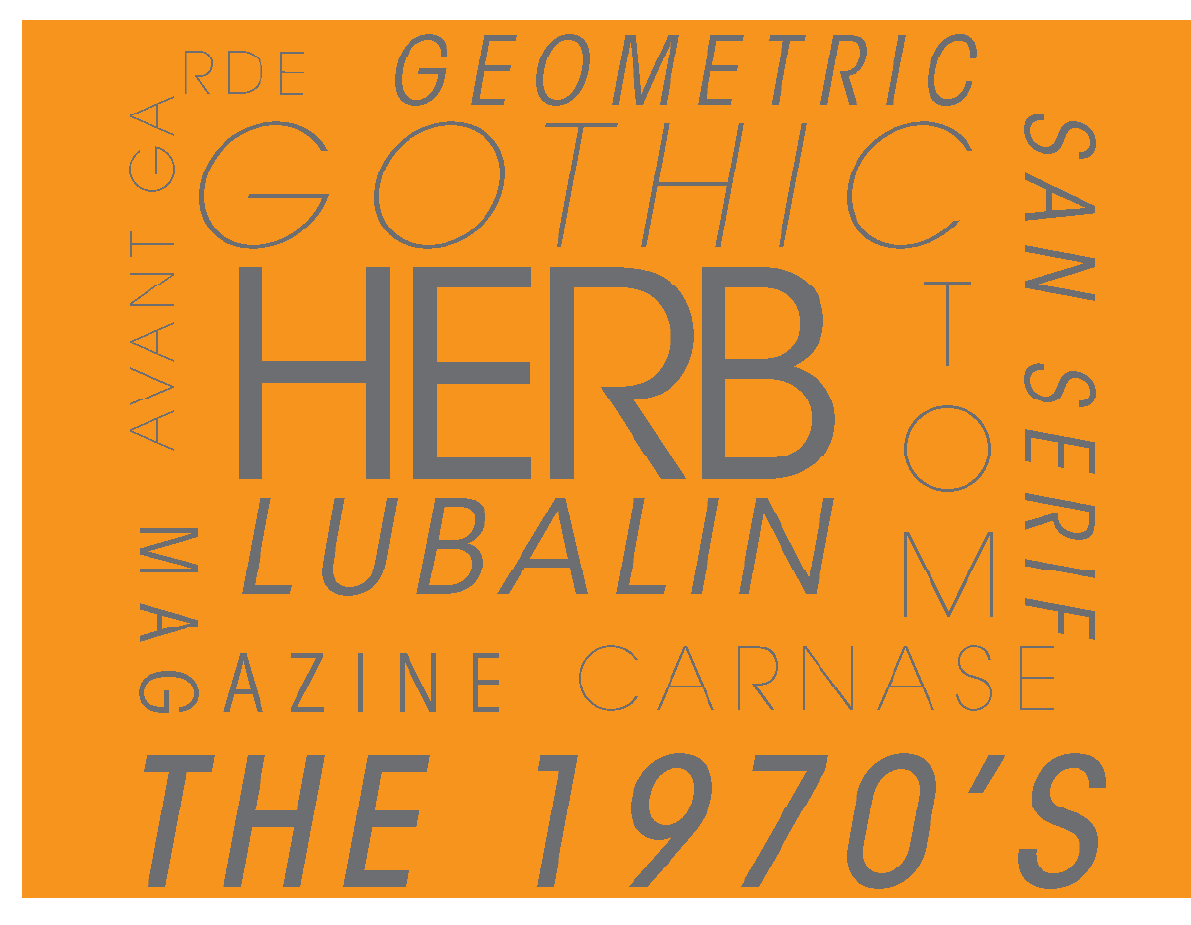 AVANT GARDE
GEOMETRIC
GOTHIC
SAN SERIF
HERB
TOM
LUBALIN
MAGAZINE
CARNASE
THE 1970'S